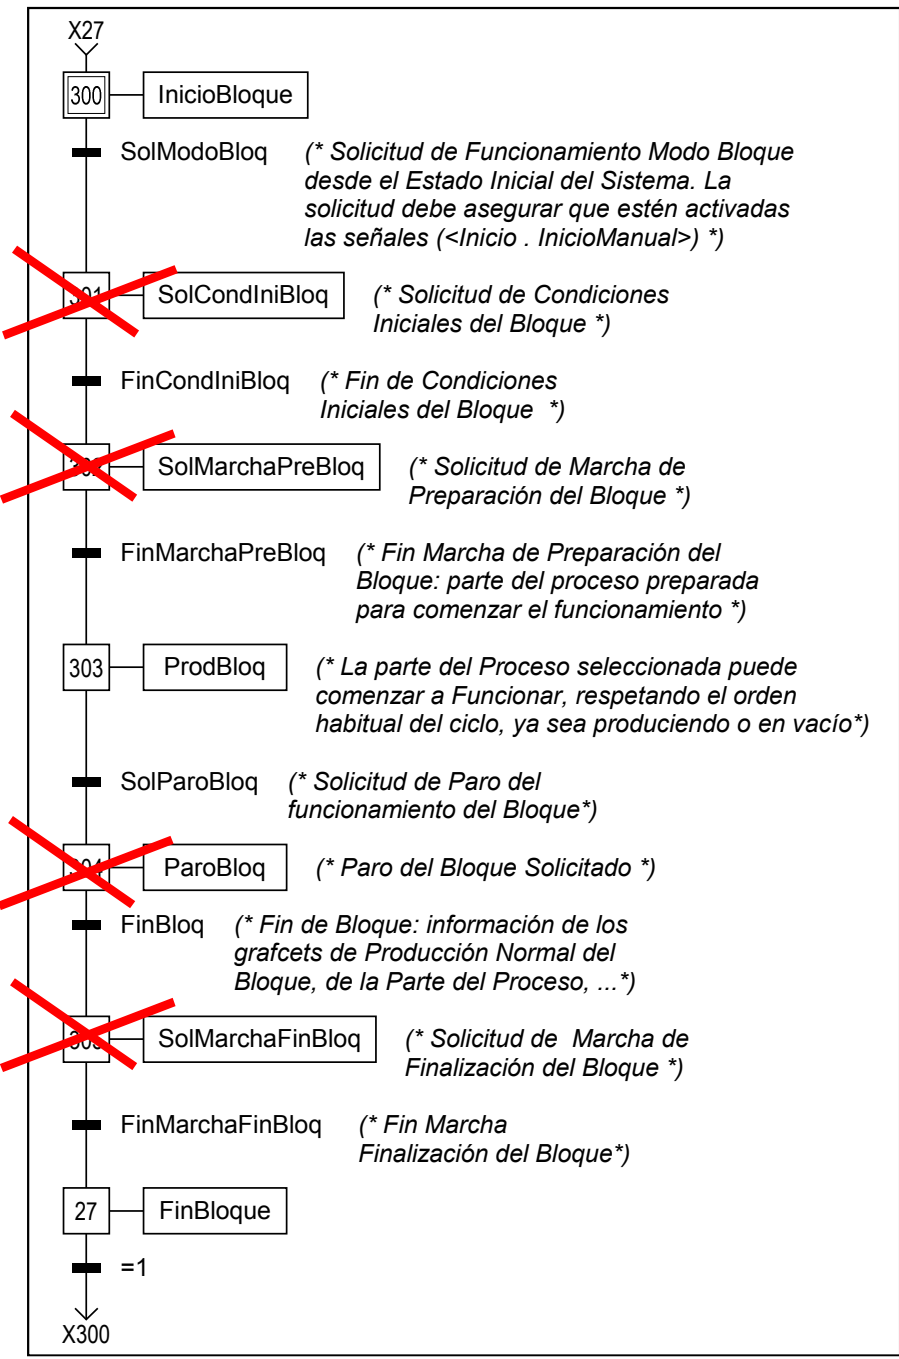 X27
300 InicioBloque
SolModoBloq (* Solicitud de Funcionamiento Modo Bloque
desde el Estado Inicial del Sistema. La
solicitud debe asegurar que estén activadas
las señales (<Inicio . InicioManual>) *)
301 SolCondIniBloq (* Solicitud de Condiciones
Iniciales del Bloque *)
FinCondIniBloq (* Fin de Condiciones
Iniciales del Bloque *)
SolMarchaPreBloq (* Solicitud de Marcha de
Preparación del Bloque *)
FinMarchaPreBloq (* Fin Marcha de Preparación del
Bloque: parte del proceso preparada
para comenzar el funcionamiento *)
303 ProdBloq (* La parte del Proceso seleccionada puede
comenzar a Funcionar, respetando el orden
habitual del ciclo, ya sea produciendo o en vacío*)
SolParoBloq (* Solicitud de Paro del
funcionamiento del Bloque*)
304 ParoBloq (* Paro del Bloque Solicitado *)
FinBloq (* Fin de Bloque: información de los
grafcets de Producción Normal del
Bloque, de la Parte del Proceso, ...*)
SolMarchaFinBloq (* Solicitud de Marcha de
Finalización del Bloque *)
FinMarchaFinBloq (* Fin Marcha
Finalización del Bloque*)
27 FinBloque
=1
X300